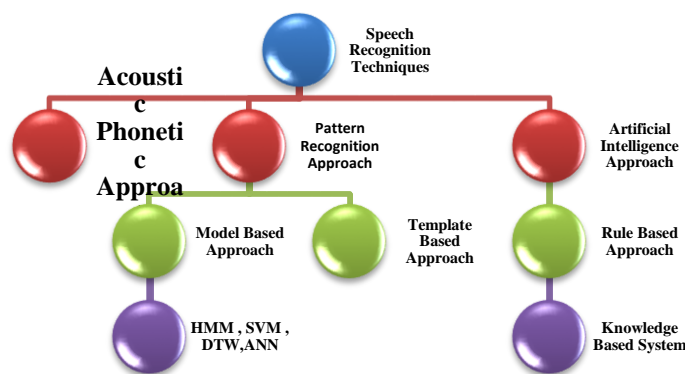 Speech
Recognition
Techniques
Acousti
c
Phoneti
c
Approa
Pattern
Recognition
Approach
Artificial
Intelligence
Approach
Model Based
Approach
Template
Based
Approach
Rule Based
Approach
HMM , SVM ,
DTW,ANN
Knowledge
Based System